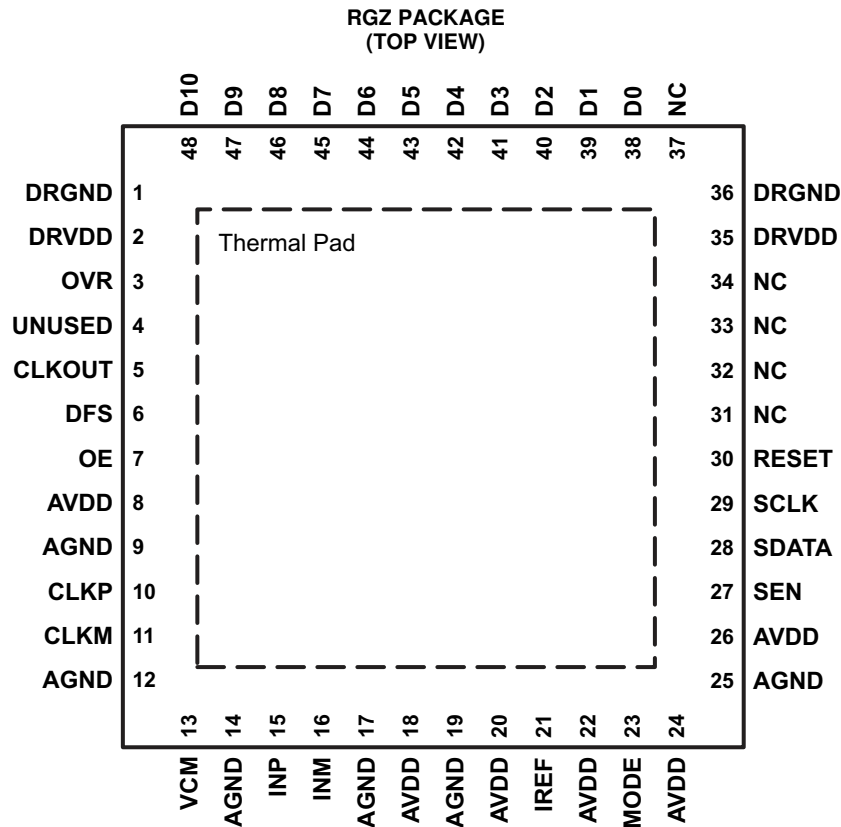 RGZ PACKAGE
(TOP VIEW)
D10 D9 D8 D7 D6 D5 D4 D3 D2 D1 D0 NC
48 47 46 45 44 43 42 41 40 39 38 37
DRGND 1 36 DRGND
DRVDD 2 Thermal Pad 35 DRVDD
OVR 3 34 NC
UNUSED 4 33 NC
CLKOUT 5 32 NC
DFS 6 31 NC
OE 7 30 RESET
AVDD 8 29 SCLK
AGND 9 28 SDATA
CLKP 10 27 SEN
CLKM 11 26 AVDD
AGND 12 25 AGND
13 14 15 16 17 18 19 20 21 22 23 24
VCM AGND INP INM AGND AVDD AGND AVDD IREF AVDD MODE AVDD